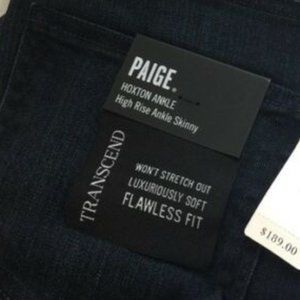 PAIGE.
HOXTON ANKLE
High Rise Ankle Skinny
TRANSCEND
WON'T STRETCH OUT
LUXURIOUSLY SOFT
FLAWLESS FIT
$189.00